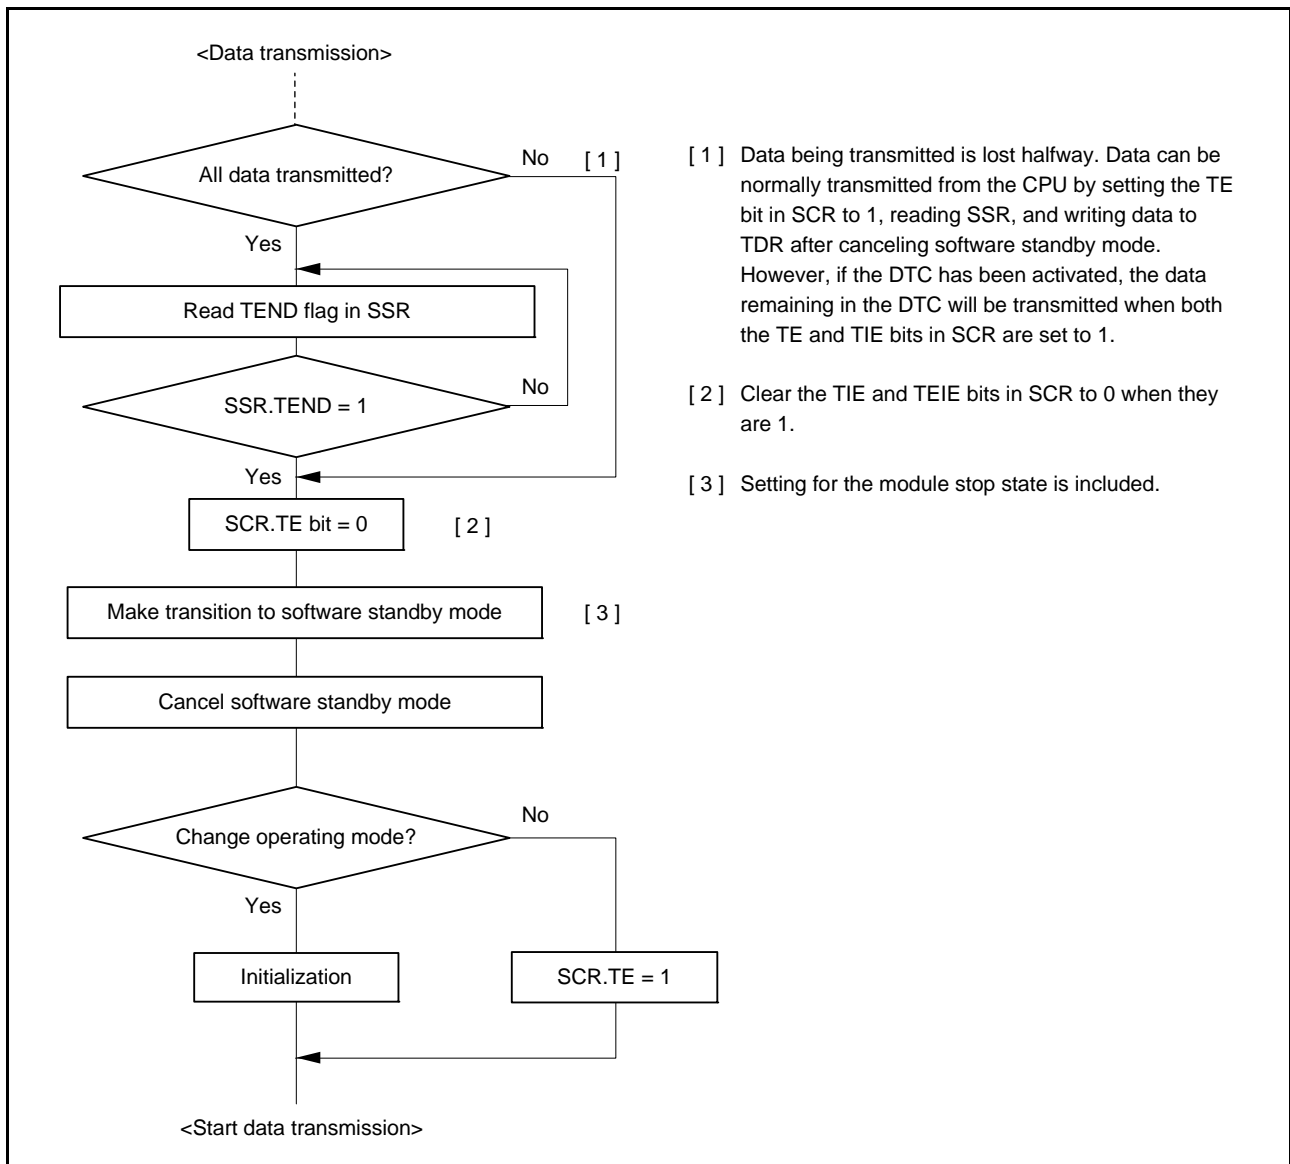 <Data transmission>
All data transmitted?
No
[ 1 ]
Yes
Read TEND flag in SSR
SSR.TEND = 1
No
Yes
SCR.TE bit = 0
[ 2 ]
Make transition to software standby mode
[ 3 ]
Cancel software standby mode
Change operating mode?
No
Yes
Initialization
SCR.TE = 1
<Start data transmission>
[ 1 ] Data being transmitted is lost halfway. Data can be
normally transmitted from the CPU by setting the TE
bit in SCR to 1, reading SSR, and writing data to
TDR after canceling software standby mode.
However, if the DTC has been activated, the data
remaining in the DTC will be transmitted when both
the TE and TIE bits in SCR are set to 1.
[ 2 ] Clear the TIE and TEIE bits in SCR to 0 when they
are 1.
[ 3 ] Setting for the module stop state is included.